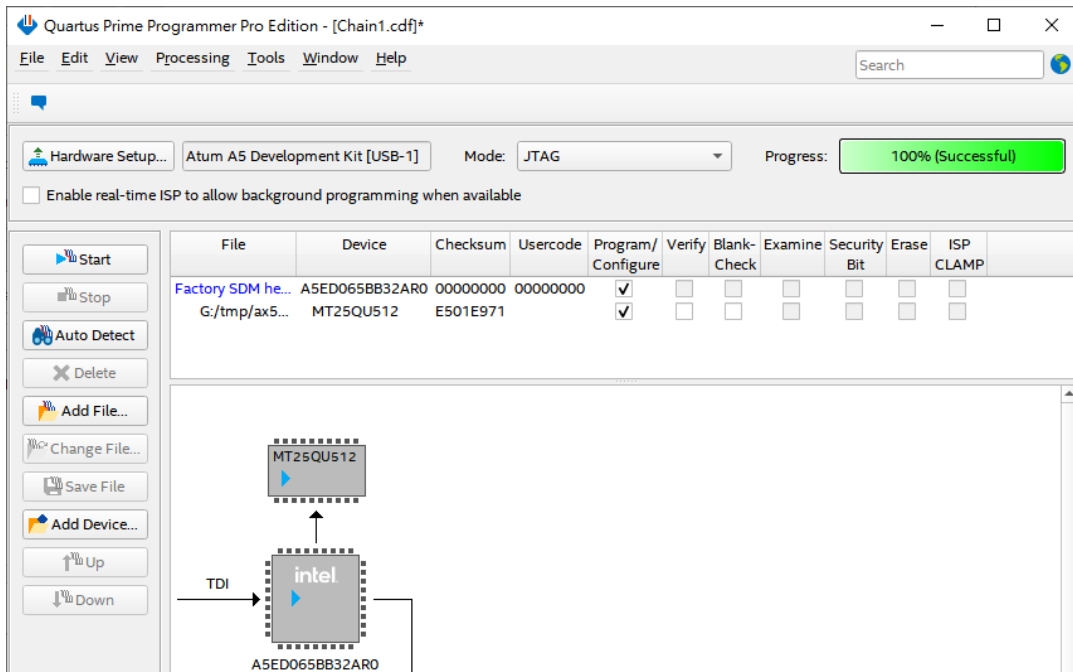 Quartus Prime Programmer Pro Edition - [Chain1.cdf]*
File Edit View Processing Tools Window Help
Search
Hardware Setup... Atum A5 Development Kit [USB-1] Mode: JTAG Progress: 100% (Successful)
Enable real-time ISP to allow background programming when available
Start
Stop
Auto Detect
Delete
Add File...
Change File...
Save File
Add Device...
Up
Down
File Device Checksum Usercode Program/ Verify Blank- Examine Security Erase ISP
Configure Check Bit CLAMP
Factory SDM he... A5ED065BB32AR0 00000000 00000000
G:/tmp/ax5... MT25QU512 E501E971
MT25QU512
intel.
TDI
A5ED065BB32AR0